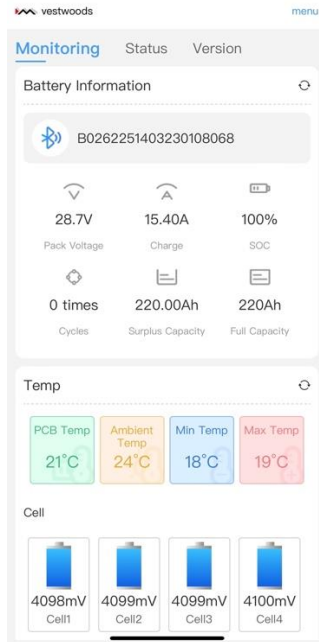 vestwoods
menu
Monitoring Status Version
Battery Information
B0262251403230108068
28.7V 15.40A 100%
Pack Voltage Charge SOC
0 times 220.00Ah 220Ah
Cycles Surplus Capacity Full Capacity
Temp
PCB Temp Ambient Temp Min Temp Max Temp
21°C 24°C 18°C 19°C
Cell
4098mV 4099mV 4099mV 4100mV
Cell1 Cell2 Cell3 Cell4